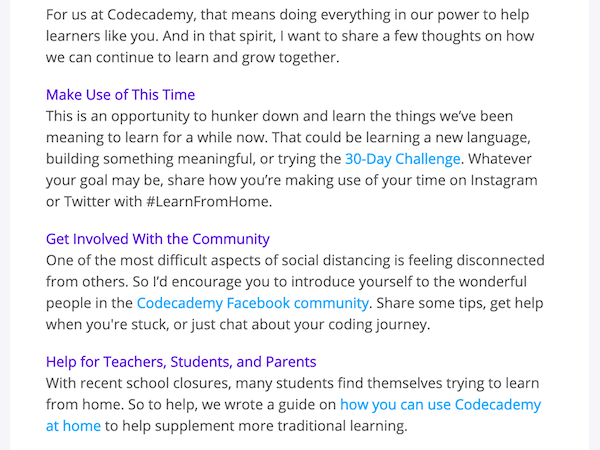 For us at Codecademy, that means doing everything in our power to help
learners like you. And in that spirit, I want to share a few thoughts on how
we can continue to learn and grow together.
Make Use of This Time
This is an opportunity to hunker down and learn the things we’ve been
meaning to learn for a while now. That could be learning a new language,
building something meaningful, or trying the 30-Day Challenge. Whatever
your goal may be, share how you’re making use of your time on Instagram
or Twitter with #LearnFromHome.
Get Involved With the Community
One of the most difficult aspects of social distancing is feeling disconnected
from others. So I’d encourage you to introduce yourself to the wonderful
people in the Codecademy Facebook community. Share some tips, get help
when you're stuck, or just chat about your coding journey.
Help for Teachers, Students, and Parents
With recent school closures, many students find themselves trying to learn
from home. So to help, we wrote a guide on how you can use Codecademy
at home to help supplement more traditional learning.